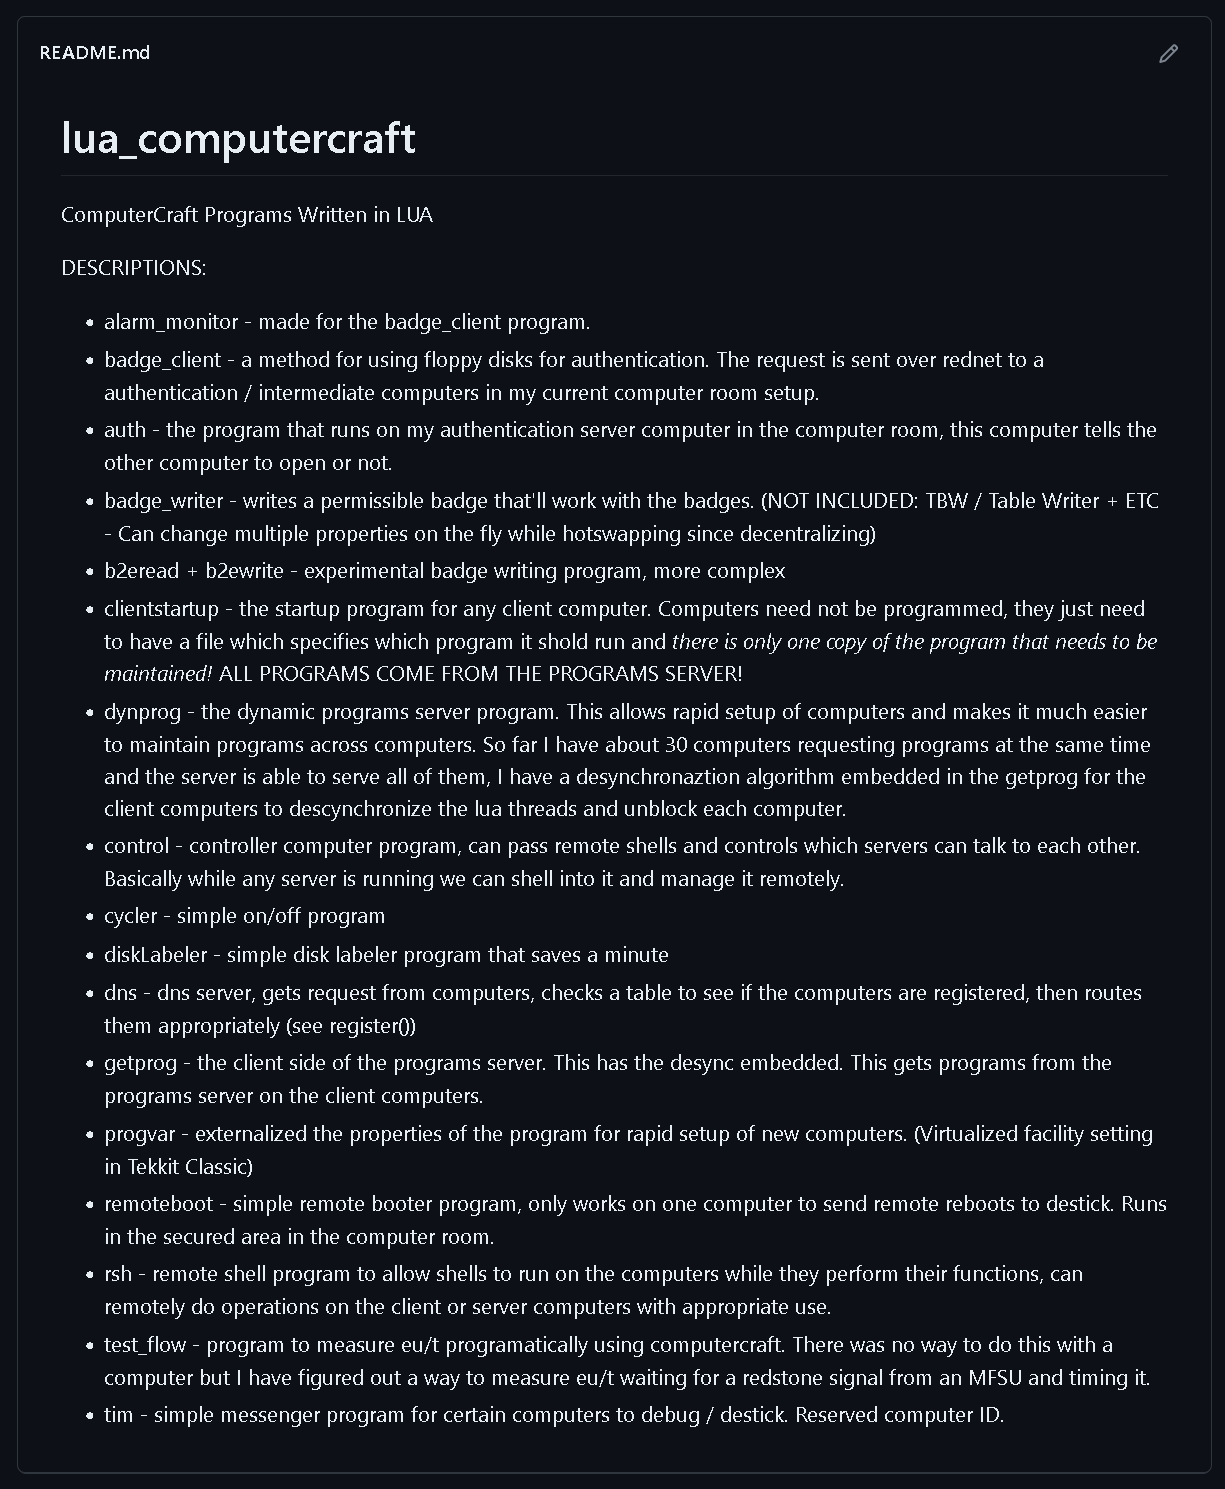 README.md
lua_computercraft
ComputerCraft Programs Written in LUA
DESCRIPTIONS:
alarm_monitor - made for the badge_client program.
badge_client - a method for using floppy disks for authentication. The request is sent over rednet to a
authentication / intermediate computers in my current computer room setup.
auth - the program that runs on my authentication server computer in the computer room, this computer tells the
other computer to open or not.
badge_writer - writes a permissible badge that'll work with the badges. (NOT INCLUDED: TBW / Table Writer + ETC
- Can change multiple properties on the fly while hotswapping since decentralizing)
b2eread + b2ewrite - experimental badge writing program, more complex
clientstartup - the startup program for any client computer. Computers need not be programmed, they just need
to have a file which specifies which program it shold run and there is only one copy of the program that needs to be
maintained! ALL PROGRAMS COME FROM THE PROGRAMS SERVER!
dynprog - the dynamic programs server program. This allows rapid setup of computers and makes it much easier
to maintain programs across computers. So far I have about 30 computers requesting programs at the same time
and the server is able to serve all of them, I have a desynchronaztion algorithm embedded in the getprog for the
client computers to descynchronize the lua threads and unblock each computer.
control - controller computer program, can pass remote shells and controls which servers can talk to each other.
Basically while any server is running we can shell into it and manage it remotely.
cycler - simple on/off program
diskLabeler - simple disk labeler program that saves a minute
dns - dns server, gets request from computers, checks a table to see if the computers are registered, then routes
them appropriately (see register())
getprog - the client side of the programs server. This has the desync embedded. This gets programs from the
programs server on the client computers.
progvar - externalized the properties of the program for rapid setup of new computers. (Virtualized facility setting
in Tekkit Classic)
remoteboot - simple remote booter program, only works on one computer to send remote reboots to destick. Runs
in the secured area in the computer room.
rsh - remote shell program to allow shells to run on the computers while they perform their functions, can
remotely do operations on the client or server computers with appropriate use.
test_flow - program to measure eu/t programatically using computercraft. There was no way to do this with a
computer but I have figured out a way to measure eu/t waiting for a redstone signal from an MFSU and timing it.
tim - simple messenger program for certain computers to debug / destick. Reserved computer ID.